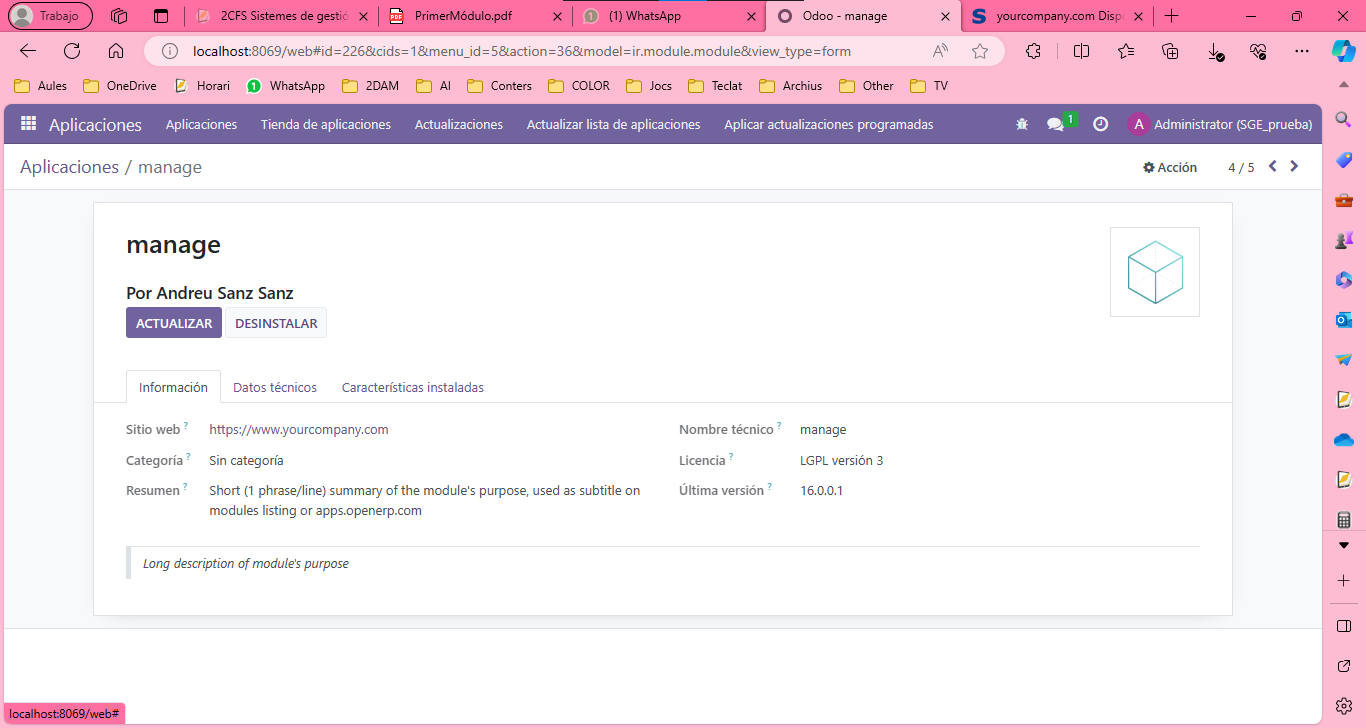 Trabajo
2CFS Sistemes de gestió
PrimerMódulo.pdf
(1) WhatsApp
Odoo - manage
yourcompany.com Disp
localhost:8069/web#id=226&cids=1&menu_id=5&action=36&model=ir.module.module&view_type=form
Aules
OneDrive
Horari
1
WhatsApp
2DAM
AI
Conters
COLOR
Jocs
Teclat
Archius
Other
TV
Aplicaciones
Aplicaciones
Tienda de aplicaciones
Actualizaciones
Actualizar lista de aplicaciones
Aplicar actualizaciones programadas
1
A
Administrator (SGE_prueba)
Aplicaciones / manage
Acción
4 / 5
manage
Por Andreu Sanz Sanz
ACTUALIZAR
DESINSTALAR
Información
Datos técnicos
Características instaladas
Sitio web ?
https://www.yourcompany.com
Nombre técnico ?
manage
Categoría ?
Sin categoría
Licencia ?
LGPL versión 3
Resumen ?
Short (1 phrase/line) summary of the module's purpose, used as subtitle on
modules listing or apps.openerp.com
Última versión ?
16.0.0.1
Long description of module's purpose
localhost:8069/web#